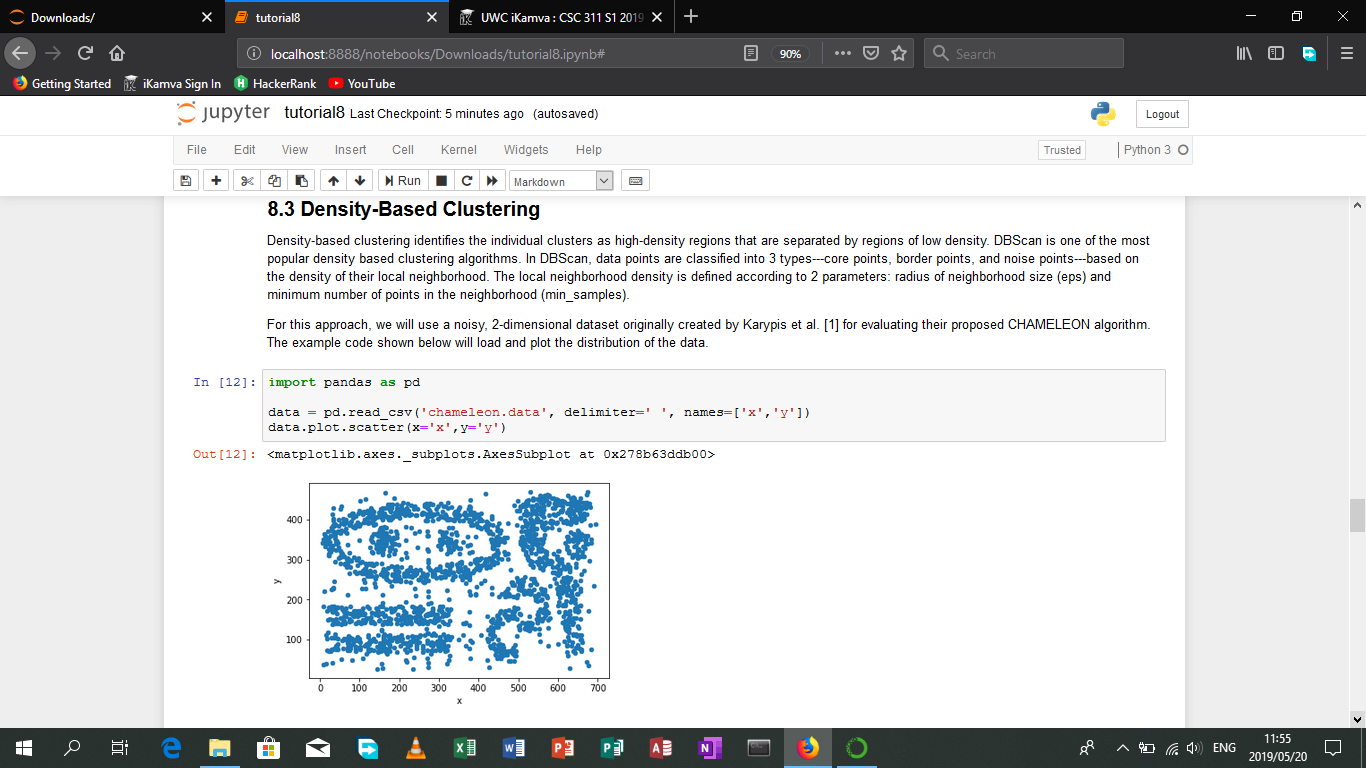 Downloads/
tutorial8
UWC iKamva : CSC 311 S1 2019
localhost:8888/notebooks/Downloads/tutorial8.ipynb#
90%
Search
Getting Started
iKamva Sign In
HackerRank
YouTube
jupyter
tutorial8 Last Checkpoint: 5 minutes ago (autosaved)
Logout
File Edit View Insert Cell Kernel Widgets Help
Trusted
Python 3
Run
Markdown
8.3 Density-Based Clustering
Density-based clustering identifies the individual clusters as high-density regions that are separated by regions of low density. DBScan is one of the most
popular density based clustering algorithms. In DBScan, data points are classified into 3 types---core points, border points, and noise points---based on
the density of their local neighborhood. The local neighborhood density is defined according to 2 parameters: radius of neighborhood size (eps) and
minimum number of points in the neighborhood (min_samples).
For this approach, we will use a noisy, 2-dimensional dataset originally created by Karypis et al. [1] for evaluating their proposed CHAMELEON algorithm.
The example code shown below will load and plot the distribution of the data.
In [12]: import pandas as pd
data = pd.read_csv('chameleon.data', delimiter=' ', names=['x','y'])
data.plot.scatter(x='x',y='y')
Out[12]: <matplotlib.axes._subplots.AxesSubplot at 0x278b63ddb00>
400
300
y
200
100
0 100 200 300 400 500 600 700
x
ENG
11:55
2019/05/20